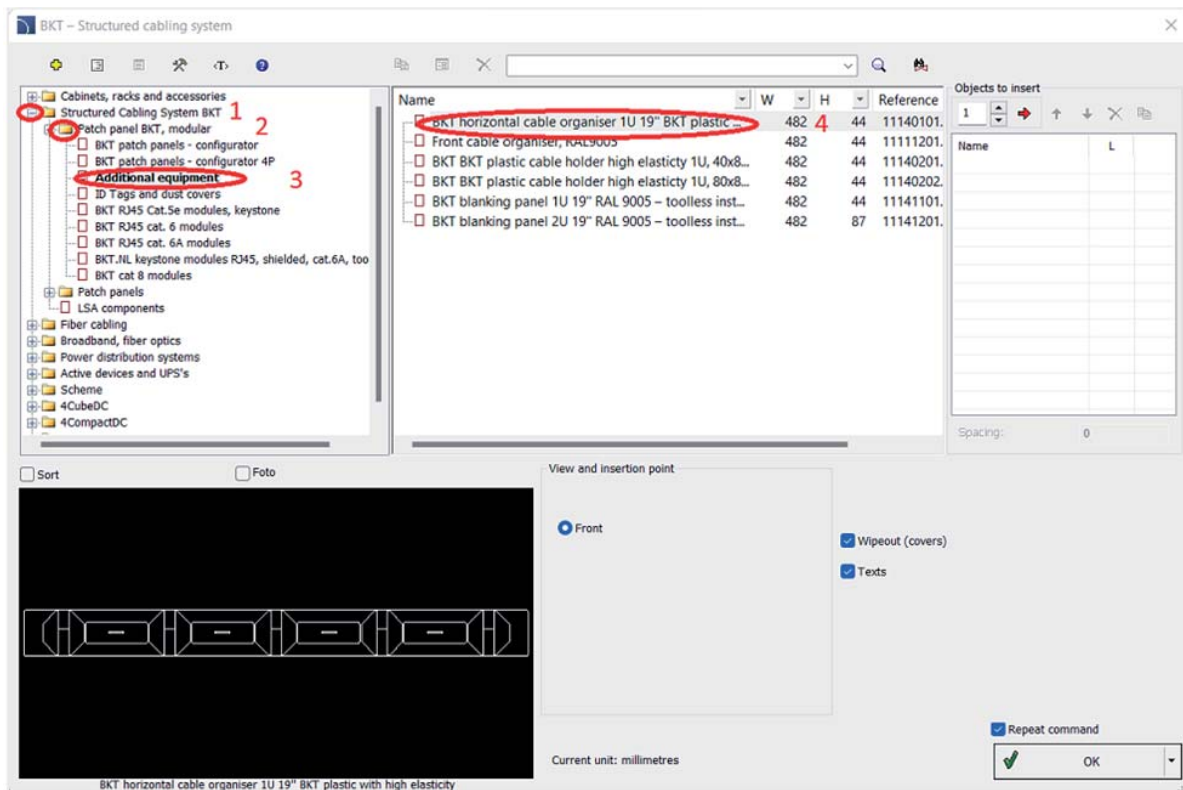 BKT – Structured cabling system
Objects to insert
Cabinets, racks and accessories
Structured Cabling System BKT 1
Patch panel BKT, modular 2
BKT patch panels - configurator
BKT patch panels - configurator 4P
Additional equipment 3
ID Tags and dust covers
BKT RJ45 Cat.5e modules, keystone
BKT RJ45 cat. 6 modules
BKT RJ45 cat. 6A modules
BKT.NL keystone modules RJ45, shielded, cat.6A, too
BKT cat 8 modules
Patch panels
LSA components
Fiber cabling
Broadband, fiber optics
Power distribution systems
Active devices and UPS's
Scheme
4CubeDC
4CompactDC
Name W H Reference
BKT horizontal cable organiser 1U 19" BKT plastic ... 482 4 44 11140101.
Front cable organiser, RAL9005 482 44 11111201.
BKT BKT plastic cable holder high elasticty 1U, 40x8... 482 44 11140201.
BKT BKT plastic cable holder high elasticty 1U, 80x8... 482 44 11140202.
BKT blanking panel 1U 19" RAL 9005 – toolless inst... 482 44 11141101.
BKT blanking panel 2U 19" RAL 9005 – toolless inst... 482 87 11141201.
1
Name L
Spacing: 0
Sort Foto
View and insertion point
Front
Wipeout (covers)
Texts
Current unit: millimetres
Repeat command
OK
BKT horizontal cable organiser 1U 19" BKT plastic with high elasticity